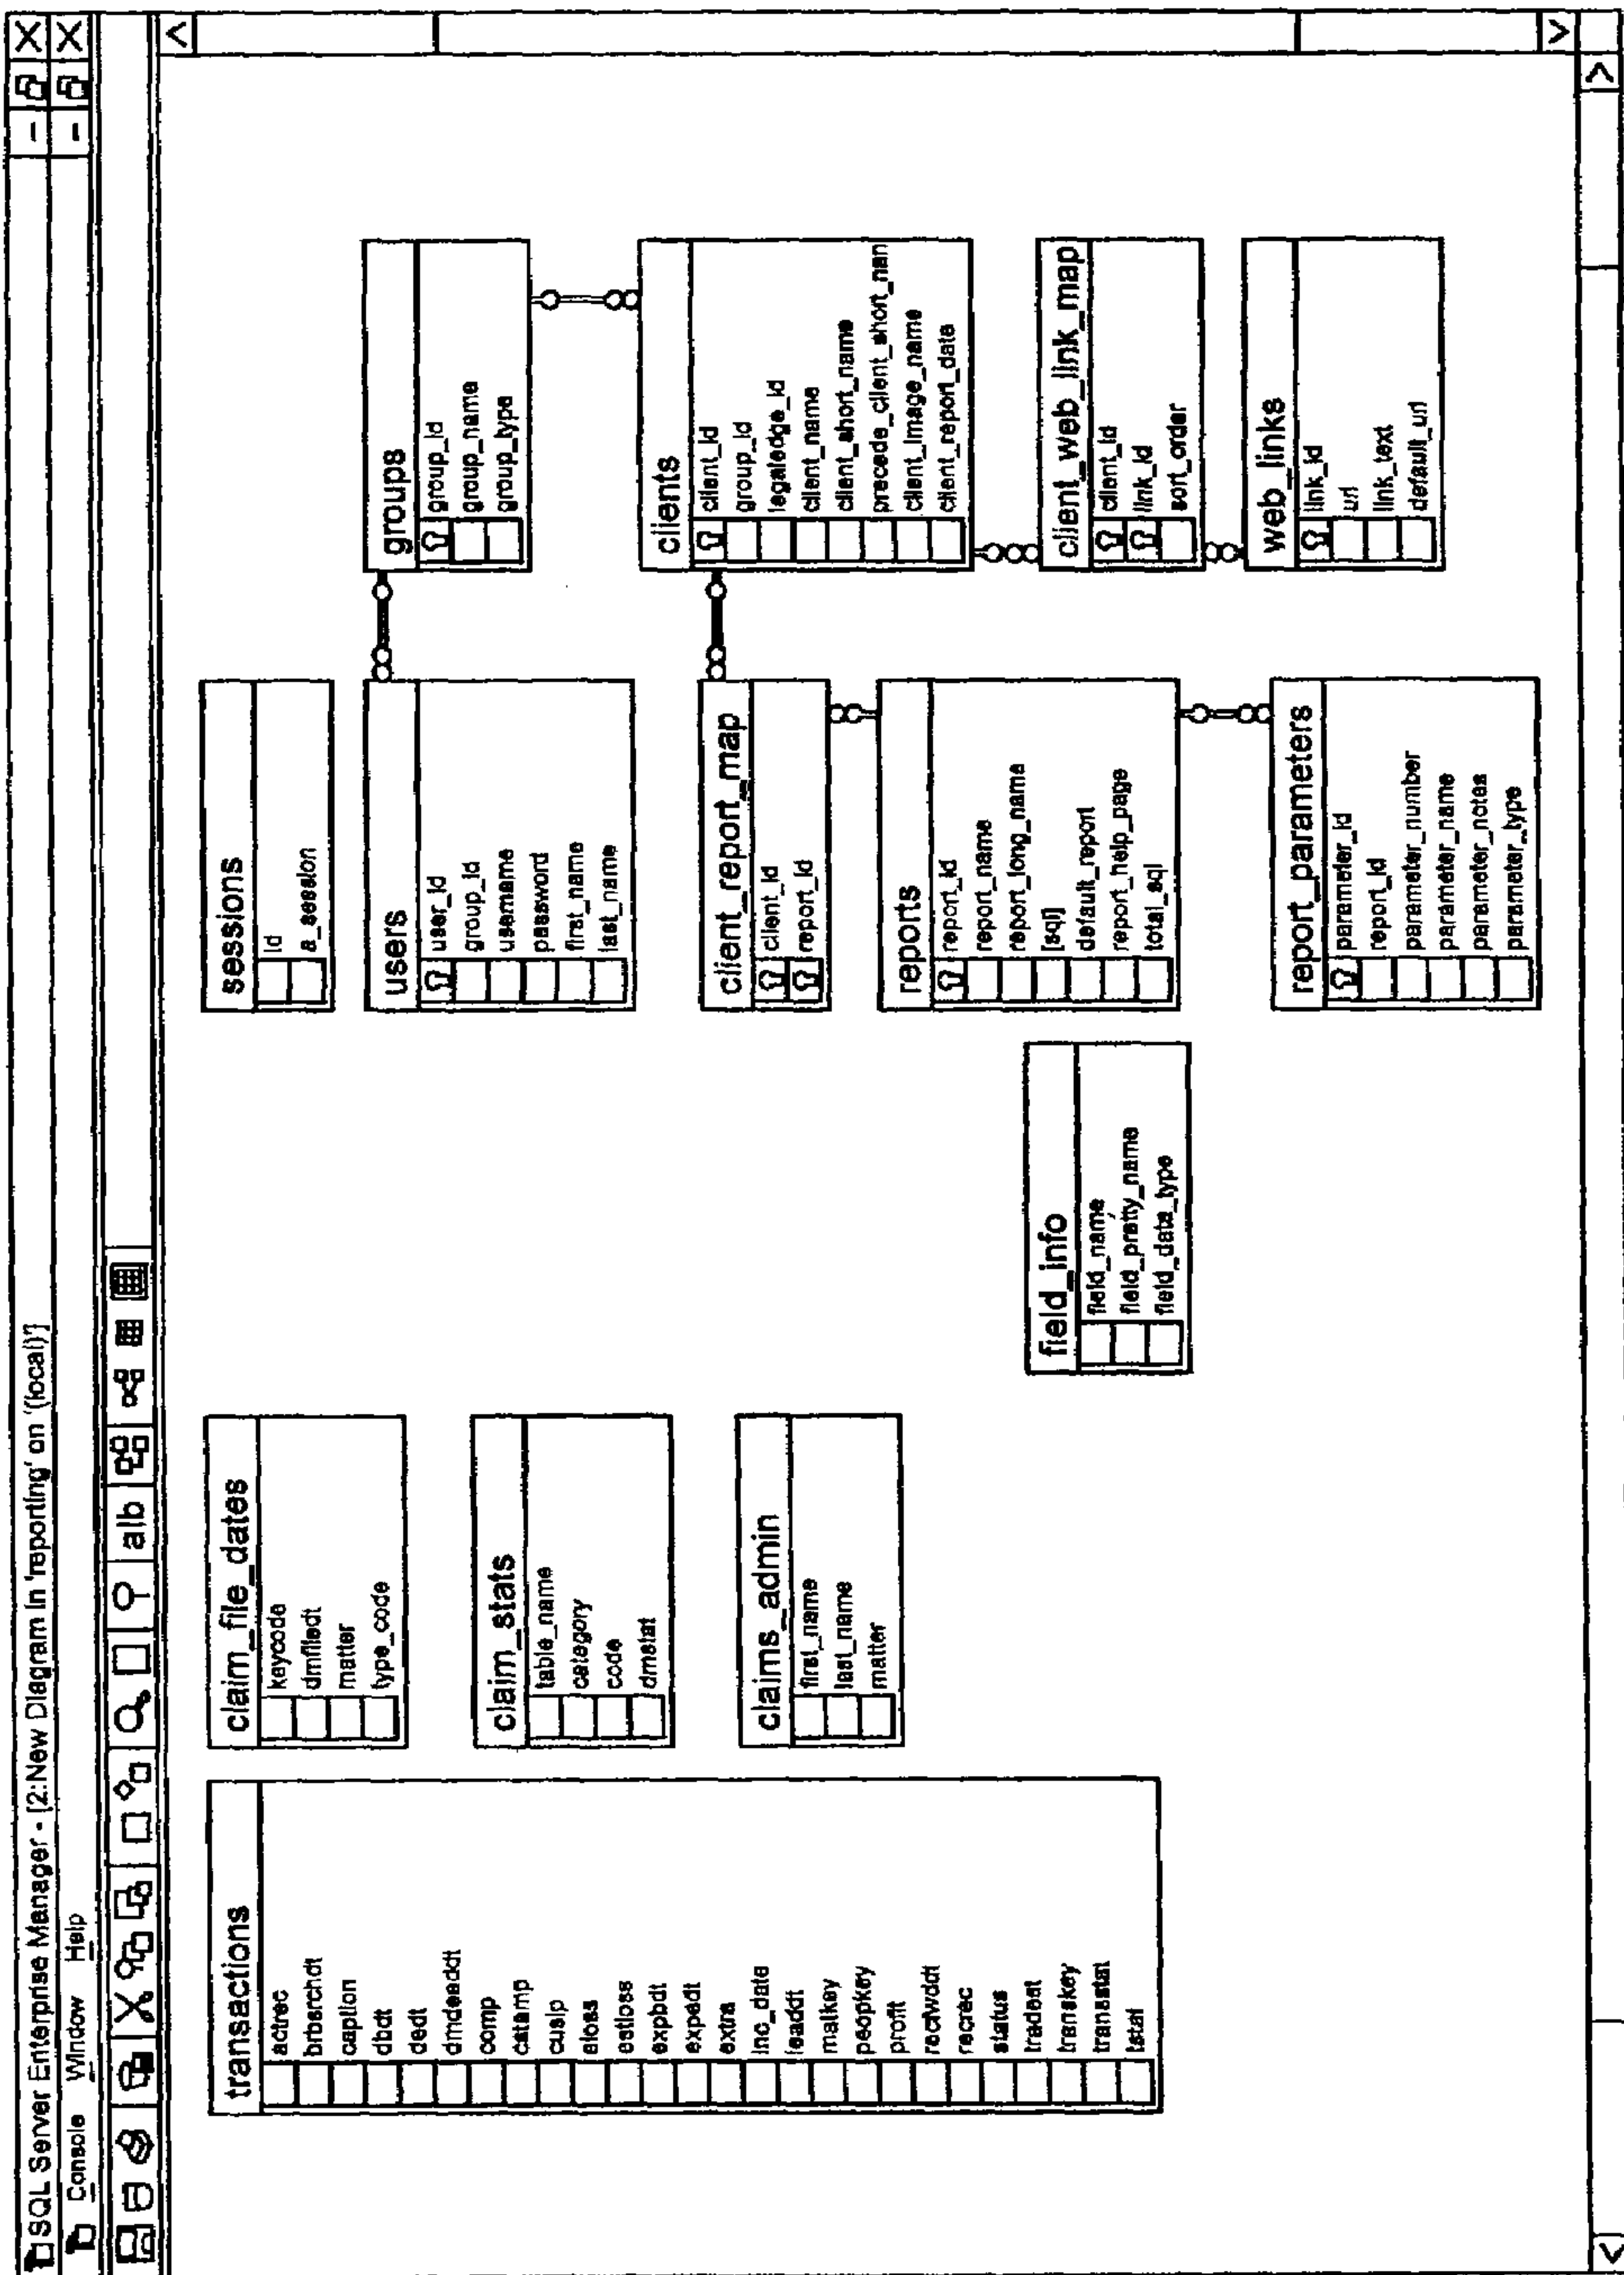 SQL Server Enterprise Manager - [2:New Diagram in 'reporting' on '(local)']
Console Window Help
alb
transactions
actrec
brbsrchdt
caption
dbdt
dedt
dmdeaddt
comp
catamp
cusip
eloss
estloss
expbdt
expedt
extra
inc_date
leaddt
matkey
peopkey
profit
recwddt
recrec
status
tradest
transkey
transstat
tstat
claim_file_dates
keycode
dmfiledt
matter
type_code
claim_stats
table_name
category
code
dmstat
claims_admin
first_name
last_name
matter
field_info
field_name
field_pretty_name
field_data_type
sessions
id
a_session
users
user_id
group_id
username
password
first_name
last_name
client_report_map
client_id
report_id
reports
report_id
report_name
report_long_name
[sql]
default_report
report_help_page
total_sql
report_parameters
parameter_id
report_id
parameter_number
parameter_name
parameter_notes
parameter_type
groups
group_id
group_name
group_type
clients
client_id
group_id
legaledge_id
client_name
client_short_name
precede_client_short_nan
client_image_name
client_report_date
client_web_link_map
client_id
link_id
sort_order
web_links
link_id
url
link_text
default_url